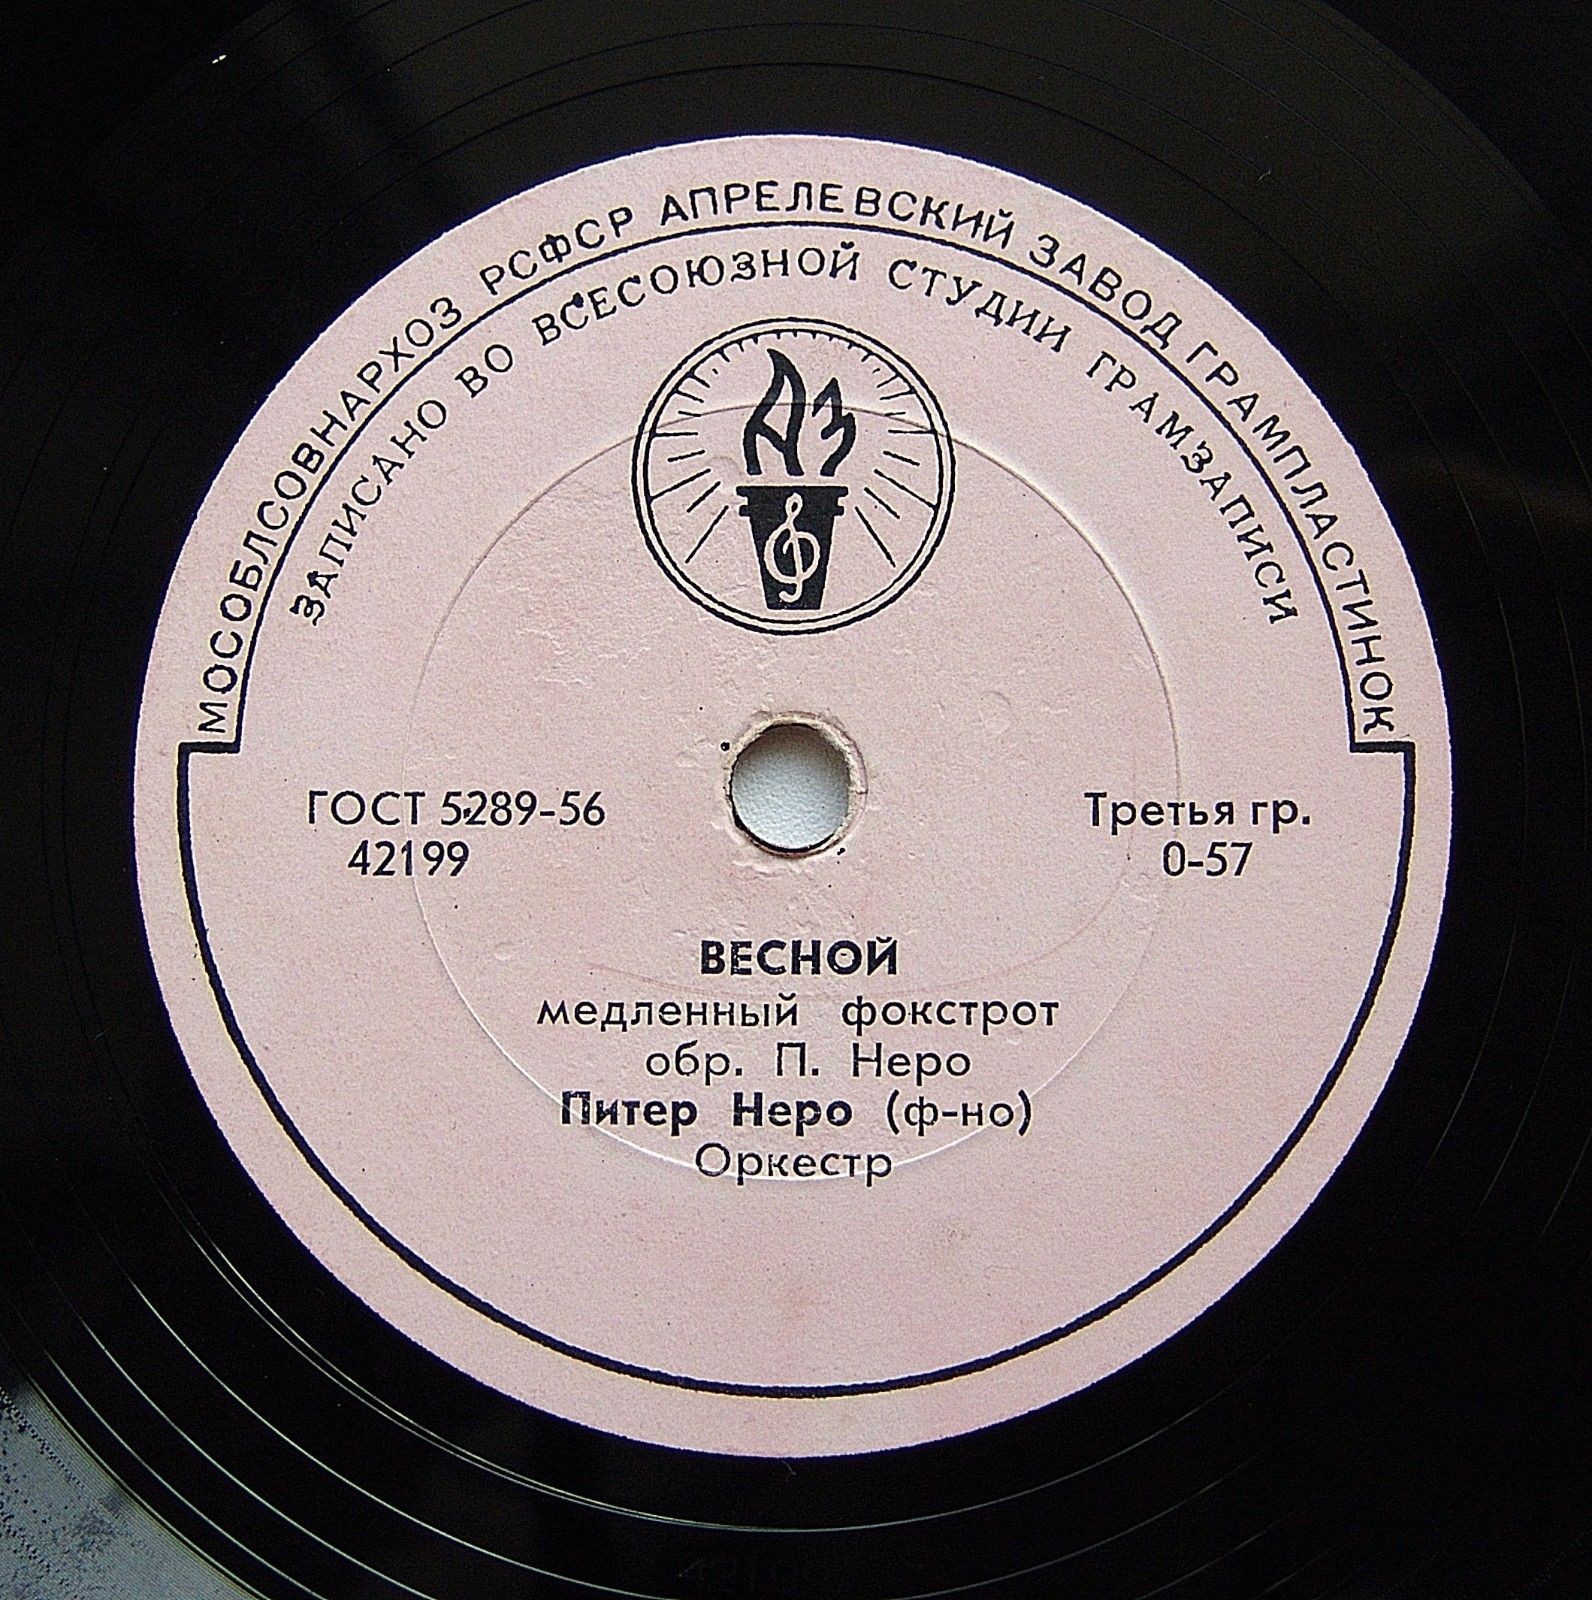 МОСОБЛСОВНАРХОЗ РСФСР АПРЕЛЕВСКИЙ ЗАВОД ГРАМПЛАСТИНОК
ЗАПИСАНО ВО ВСЕСОЮЗНОЙ СТУДИИ ГРАМЗАПИСИ
АЗ
ГОСТ 5289-56
42199
Третья гр.
0-57
ВЕСНОЙ
медленный фокстрот
обр. П. Неро
Питер Неро (ф-но)
Оркестр